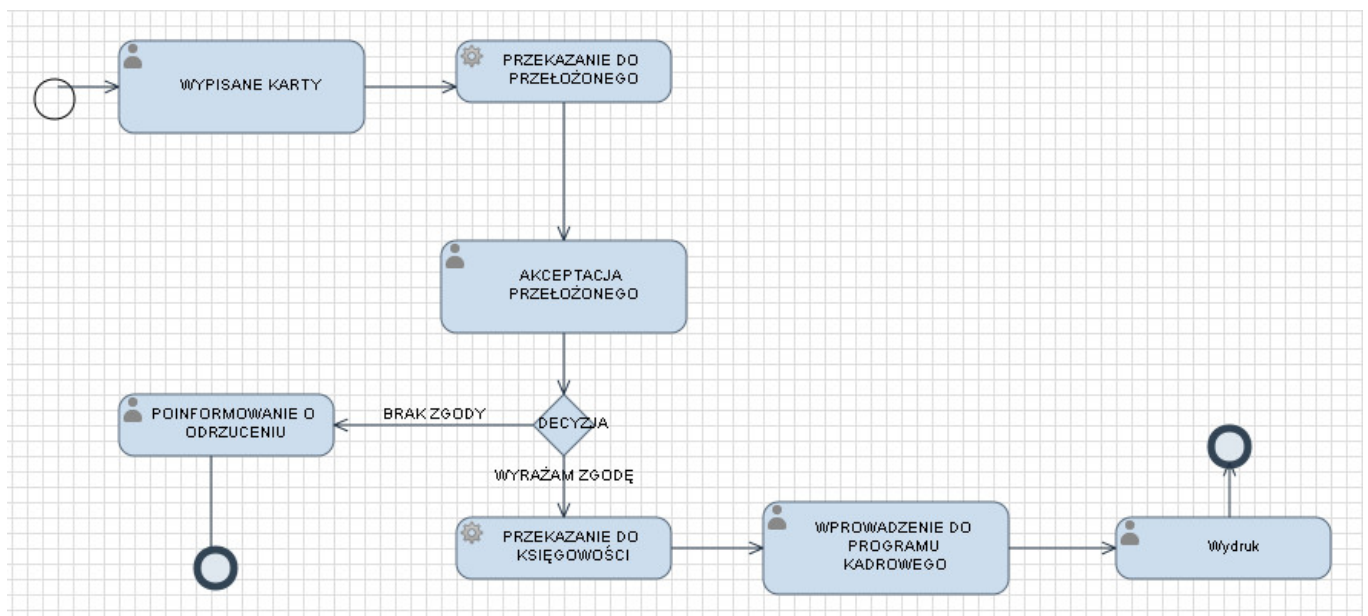 WYPISANE KARTY
PRZEKAZANIE DO
PRZEŁOŻONEGO
AKCEPTACJA
PRZEŁOŻONEGO
POINFORMOWANIE O
ODRZUCENIU
BRAK ZGODY
DECYZJA
WYRAŻAM ZGODĘ
PRZEKAZANIE DO
KSIĘGOWOŚCI
WPROWADZENIE DO
PROGRAMU
KADROWEGO
Wydruk